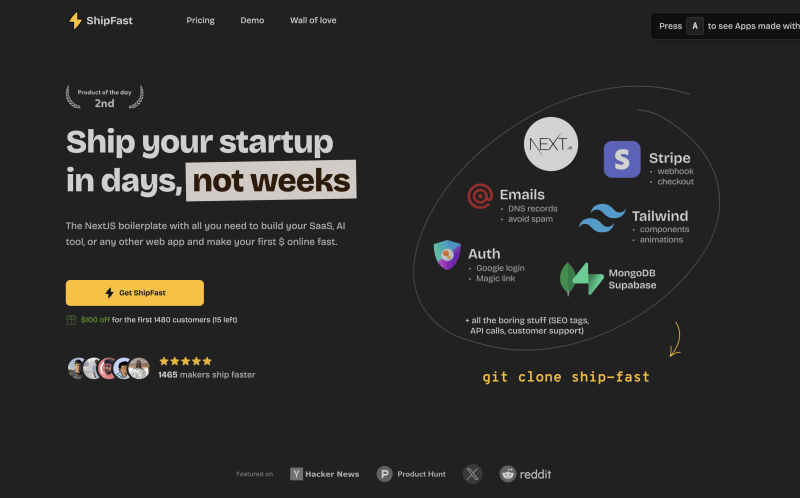 ShipFast
Pricing
Demo
Wall of love
Press A to see Apps made with
Product of the day
2nd
Ship your startup
in days, not weeks
The NextJS boilerplate with all you need to build your SaaS, AI
tool, or any other web app and make your first $ online fast.
Get ShipFast
$100 off for the first 1480 customers (15 left)
1465 makers ship faster
NEXT.JS
S
Stripe
• webhook
• checkout
Emails
• DNS records
• avoid spam
Tailwind
• components
• animations
Auth
• Google login
• Magic link
MongoDB
Supabase
+ all the boring stuff (SEO tags,
API calls, customer support)
git clone ship-fast
Featured on
Y Hacker News
P Product Hunt
X
reddit